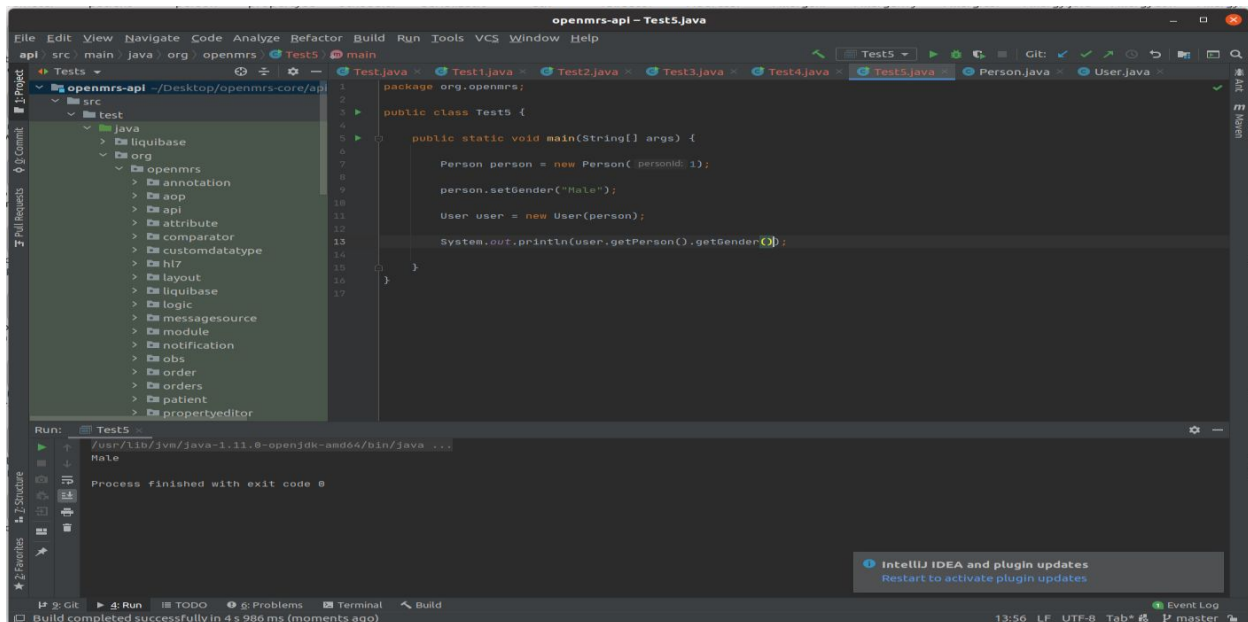 openmrs-api – Test5.java
File Edit View Navigate Code Analyze Refactor Build Run Tools VCS Window Help
api src main java org openmrs Test5 main
Test5
Git:
Tests
Test.java
Test1.java
Test2.java
Test3.java
Test4.java
Test5.java
Person.java
User.java
1: Project
0: Commit
Pull Requests
7: Structure
2: Favorites
Ant
Maven
openmrs-api ~/Desktop/openmrs-core/api
src
test
java
liquibase
org
openmrs
annotation
aop
api
attribute
comparator
customdatatype
hl7
layout
liquibase
logic
messagesource
module
notification
obs
order
orders
patient
propertyeditor
1 package org.openmrs;
2
3 public class Test5 {
4
5 public static void main(String[] args) {
6
7 Person person = new Person( personId: 1);
8
9 person.setGender("Male");
10
11 User user = new User(person);
12
13 System.out.println(user.getPerson().getGender());
14
15 }
16 }
17
Run: Test5
/usr/lib/jvm/java-1.11.0-openjdk-amd64/bin/java ...
Male
Process finished with exit code 0
IntelliJ IDEA and plugin updates
Restart to activate plugin updates
9: Git 4: Run TODO 6: Problems Terminal Build
1 Event Log
Build completed successfully in 4 s 986 ms (moments ago)
13:56 LF UTF-8 Tab* master